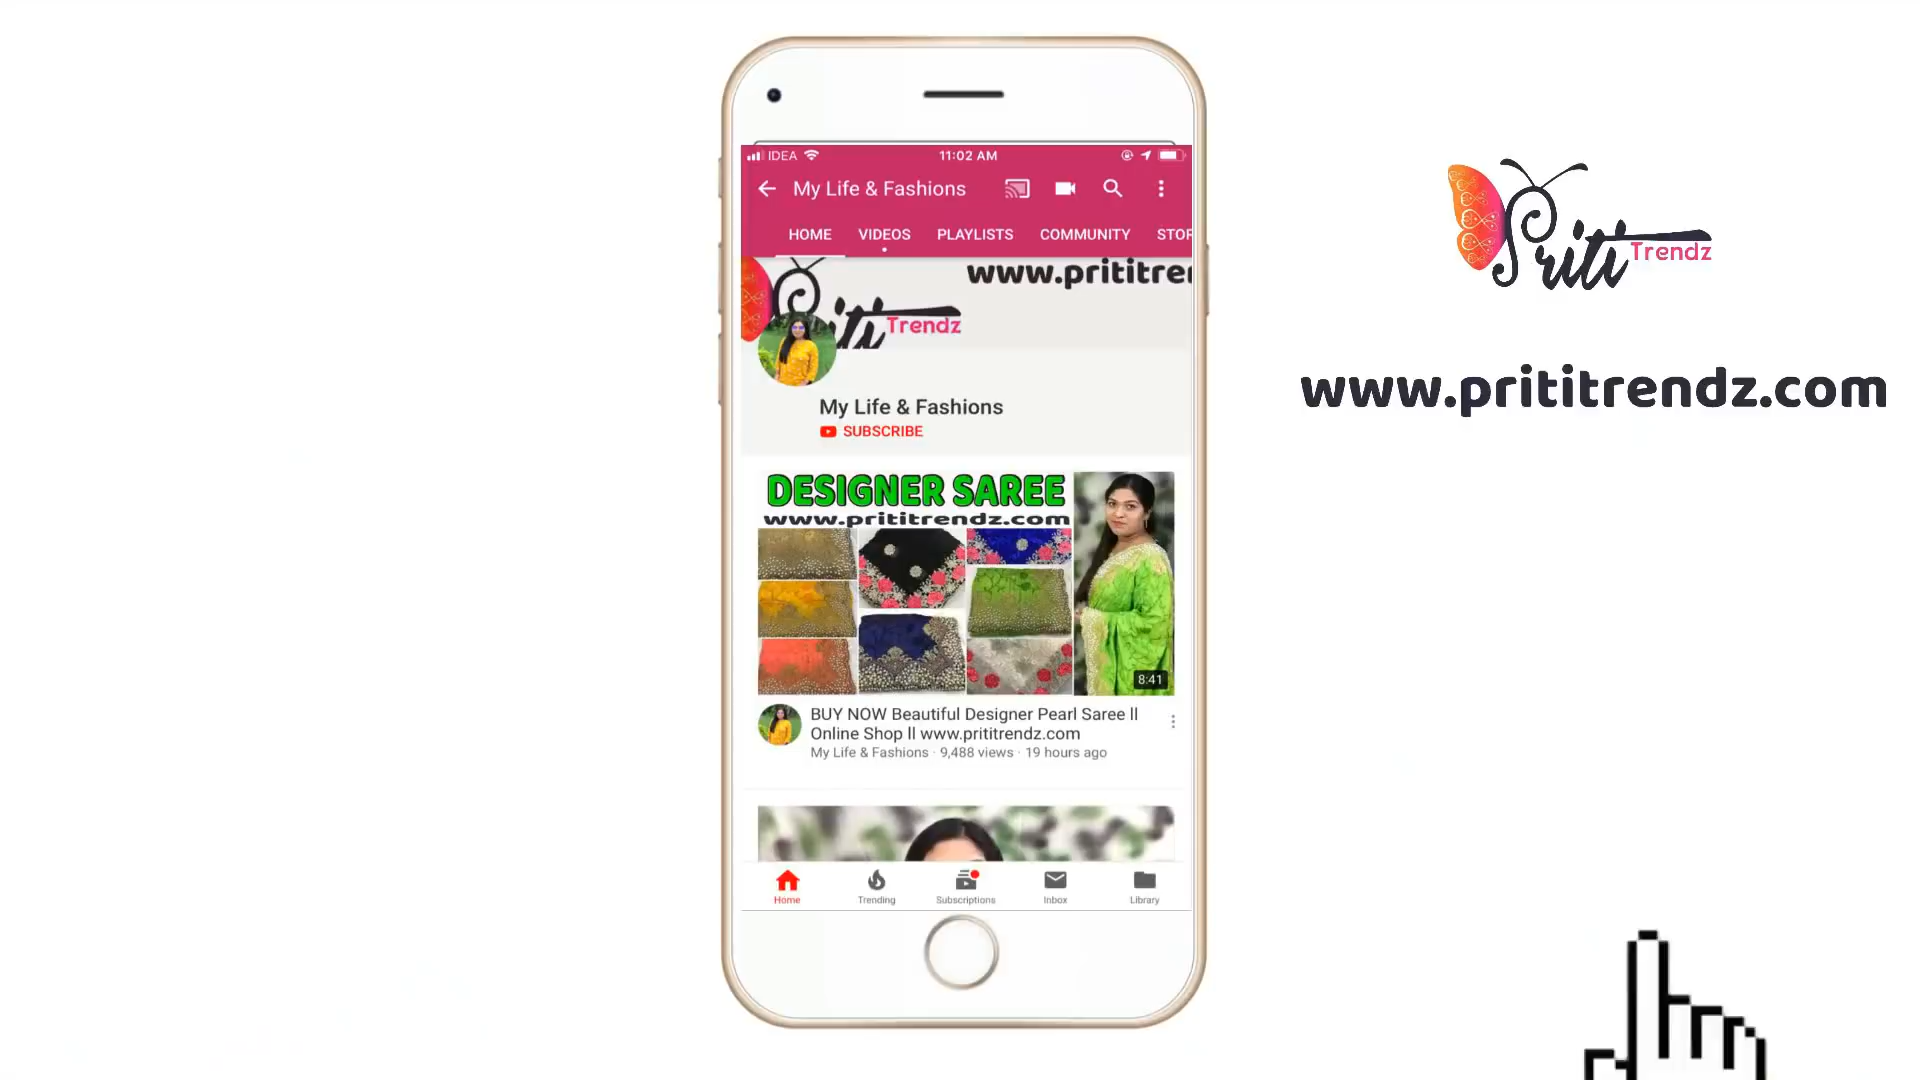 IDEA
11:02 AM
My Life & Fashions
HOME VIDEOS PLAYLISTS COMMUNITY STOR
www.prititre
Priti Trendz
My Life & Fashions
SUBSCRIBE
DESIGNER SAREE
www.prititrendz.com
8:41
BUY NOW Beautiful Designer Pearl Saree ll
Online Shop ll www.prititrendz.com
My Life & Fashions · 9,488 views · 19 hours ago
Home Trending Subscriptions Inbox Library
Priti Trendz
www.prititrendz.com